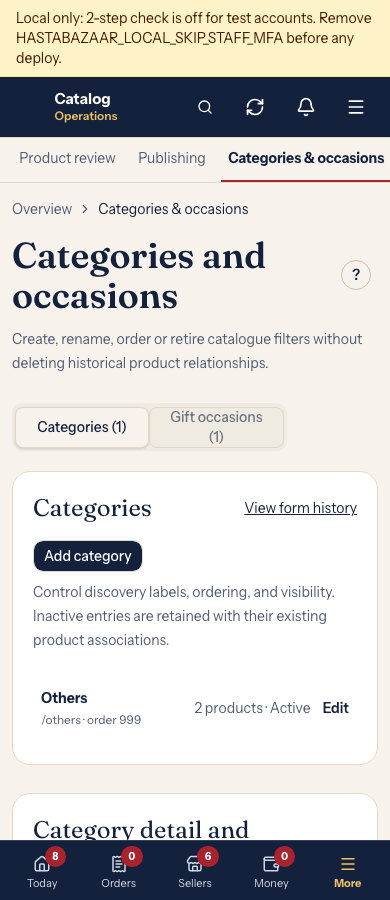 Local only: 2-step check is off for test accounts. Remove
HASTABAZAAR_LOCAL_SKIP_STAFF_MFA before any
deploy.
Catalog
Operations
Product review
Publishing
Categories & occasions
Overview
Categories & occasions
Categories and
occasions
?
Create, rename, order or retire catalogue filters without
deleting historical product relationships.
Categories (1)
Gift occasions
(1)
Categories
View form history
Add category
Control discovery labels, ordering, and visibility.
Inactive entries are retained with their existing
product associations.
Others
/others · order 999
2 products · Active
Edit
Category detail and
8
Today
0
Orders
6
Sellers
0
Money
More